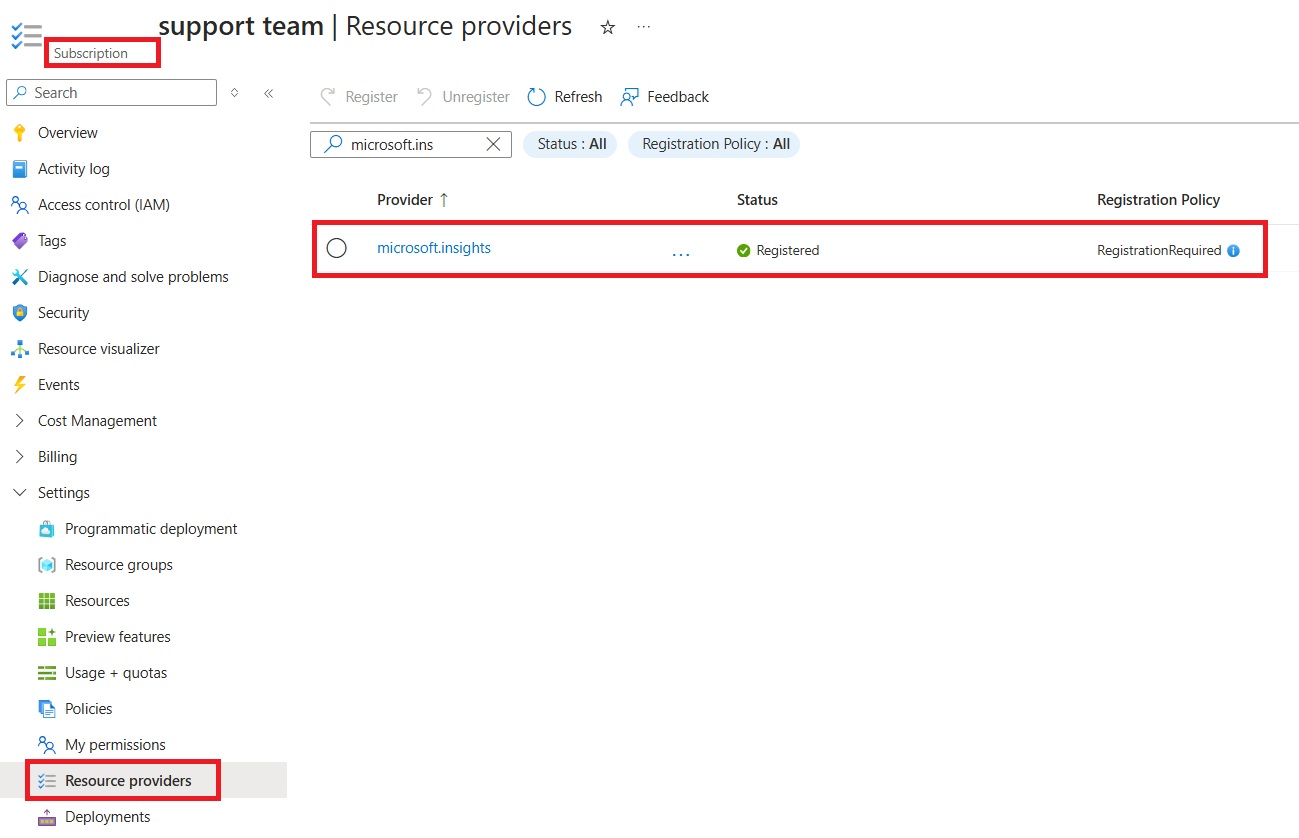 support team | Resource providers
Subscription
Search
Register Unregister Refresh Feedback
Overview
Activity log
Access control (IAM)
Tags
Diagnose and solve problems
Security
Resource visualizer
Events
Cost Management
Billing
Settings
Programmatic deployment
Resource groups
Resources
Preview features
Usage + quotas
Policies
My permissions
Resource providers
Deployments
microsoft.ins Status : All Registration Policy : All
Provider ↑ Status Registration Policy
microsoft.insights ... Registered RegistrationRequired